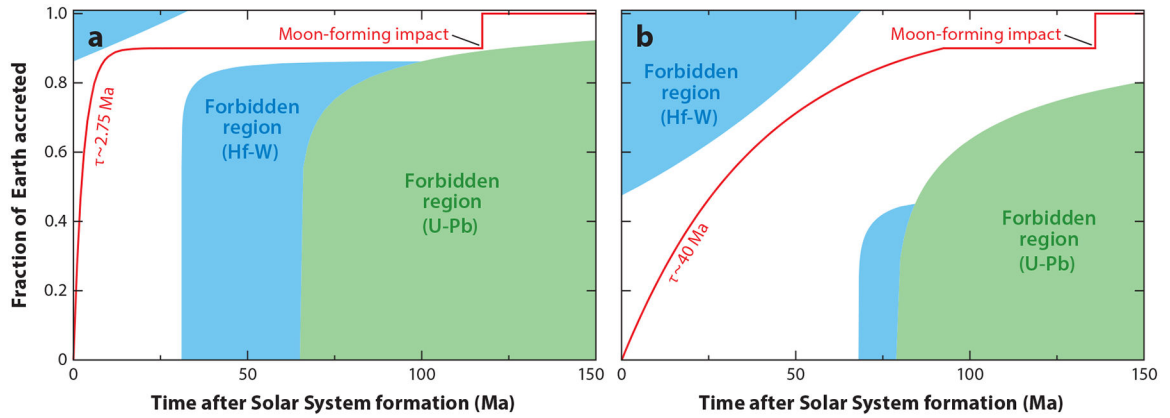 Fraction of Earth accreted
1.0
0.8
0.6
0.4
0.2
0
a
Moon-forming impact
τ~2.75 Ma
Forbidden
region
(Hf-W)
Forbidden
region
(U-Pb)
0
50
100
150
Time after Solar System formation (Ma)
b
Moon-forming impact
Forbidden
region
(Hf-W)
τ~40 Ma
Forbidden
region
(U-Pb)
0
50
100
150
Time after Solar System formation (Ma)